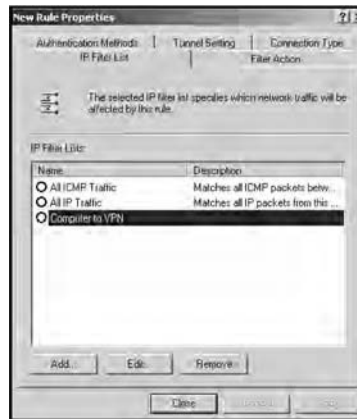 New Rule Properties ?
Authentication Methods Tunnel Setting Connection Type
IP Filter List Filter Action
The selected IP filter list specifies which network traffic will be
affected by this rule.
IP Filter Lists:
Name Description
All ICMP Traffic Matches all ICMP packets betw...
All IP Traffic Matches all IP packets from this ...
Computer to VPN
Add... Edit... Remove
Close